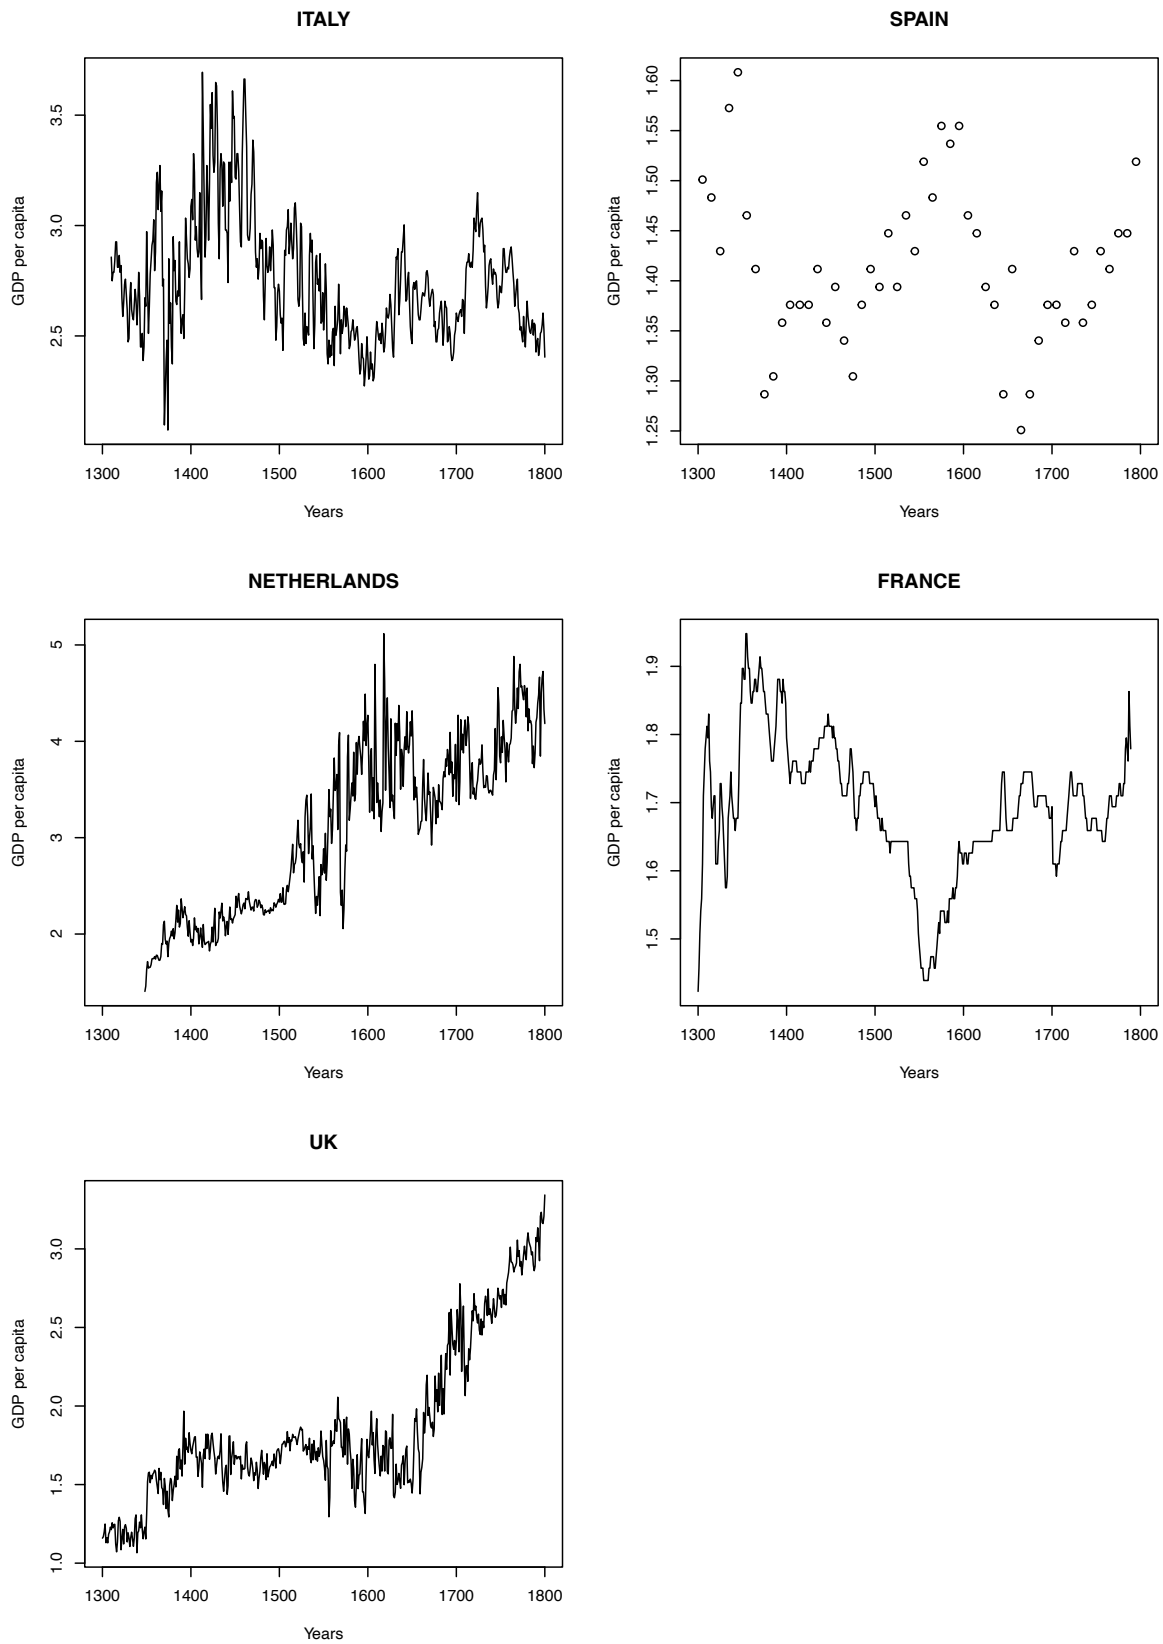 ITALY
GDP per capita
3.5
3.0
2.5
1300 1400 1500 1600 1700 1800
Years
SPAIN
GDP per capita
1.60
1.55
1.50
1.45
1.40
1.35
1.30
1.25
1300 1400 1500 1600 1700 1800
Years
NETHERLANDS
GDP per capita
5
4
3
2
1300 1400 1500 1600 1700 1800
Years
FRANCE
GDP per capita
1.9
1.8
1.7
1.6
1.5
1300 1400 1500 1600 1700 1800
Years
UK
GDP per capita
3.0
2.5
2.0
1.5
1.0
1300 1400 1500 1600 1700 1800
Years